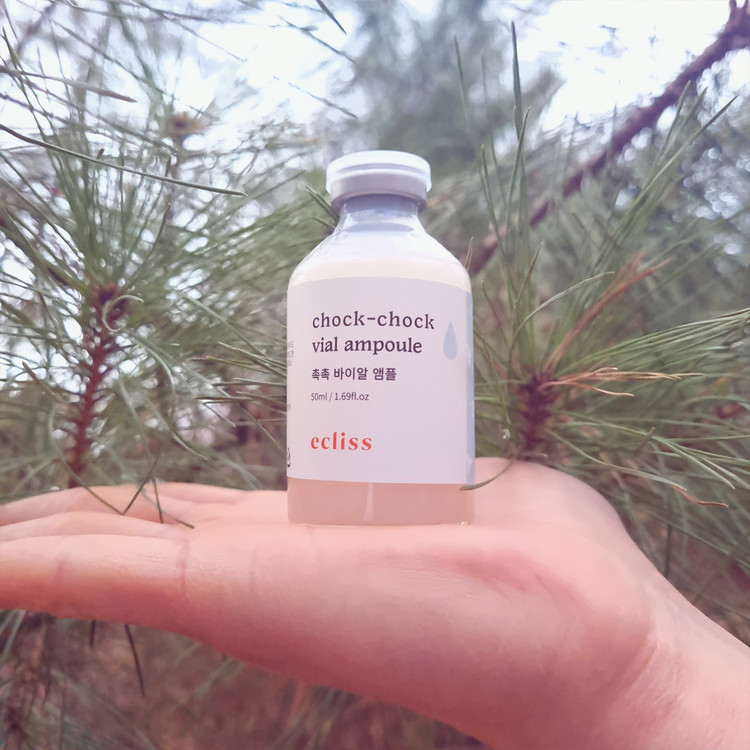 chock-chock
vial ampoule
촉촉 바이알 앰플
50ml / 1.69fl.oz
ecliss